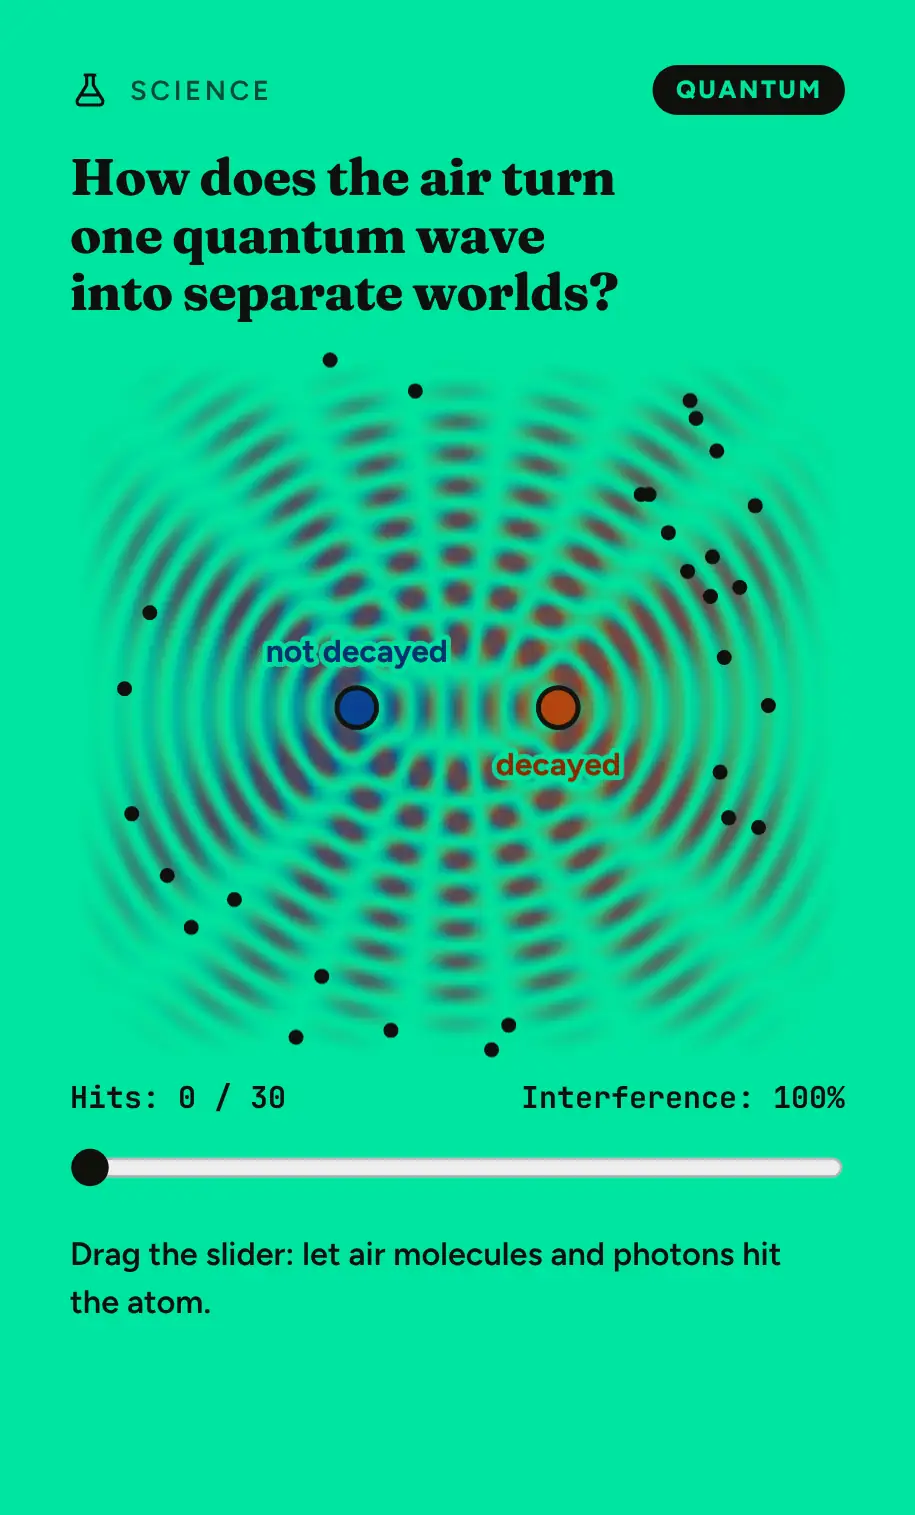 SCIENCE
QUANTUM
How does the air turn
one quantum wave
into separate worlds?
not decayed
decayed
Hits: 0 / 30
Interference: 100%
Drag the slider: let air molecules and photons hit
the atom.